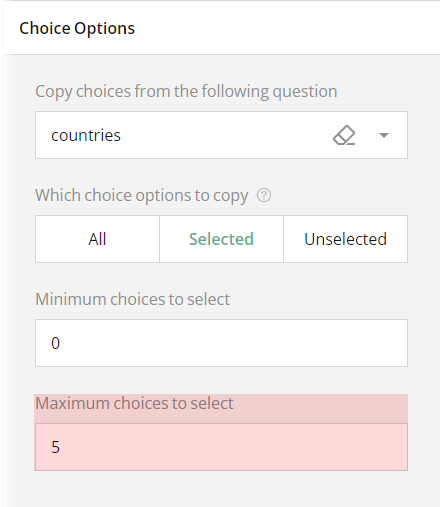 Choice Options
Copy choices from the following question
countries
Which choice options to copy ?
All Selected Unselected
Minimum choices to select
0
Maximum choices to select
5